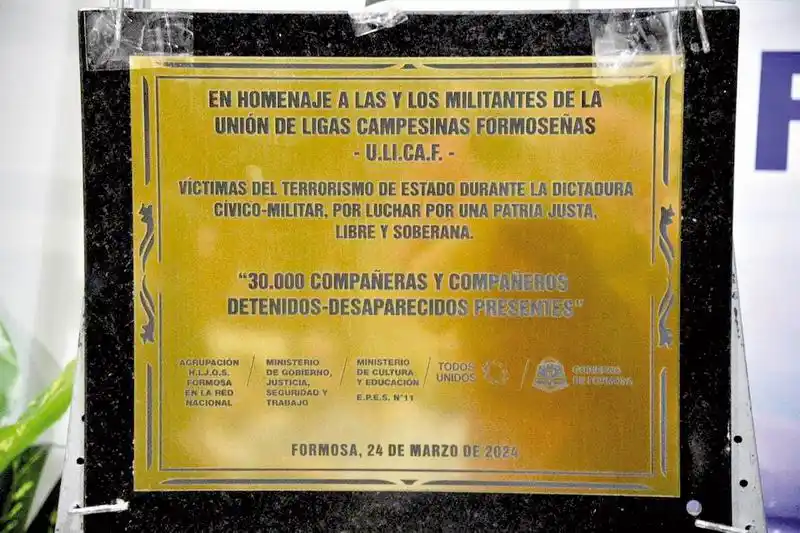 EN HOMENAJE A LAS Y LOS MILITANTES DE LA
UNIÓN DE LIGAS CAMPESINAS FORMOSEÑAS
- U.LI.CA.F. -
VÍCTIMAS DEL TERRORISMO DE ESTADO DURANTE LA DICTADURA
CÍVICO-MILITAR, POR LUCHAR POR UNA PATRIA JUSTA,
LIBRE Y SOBERANA.
“30.000 COMPAÑERAS Y COMPAÑEROS
DETENIDOS-DESAPARECIDOS PRESENTES”
AGRUPACIÓN
H.I.J.O.S.
FORMOSA
EN LA RED
NACIONAL
MINISTERIO
DE GOBIERNO,
JUSTICIA,
SEGURIDAD Y
TRABAJO
MINISTERIO
DE CULTURA
Y EDUCACIÓN
E.P.E.S. N°11
TODOS
UNIDOS
GOBIERNO
DE FORMOSA
FORMOSA, 24 DE MARZO DE 2024